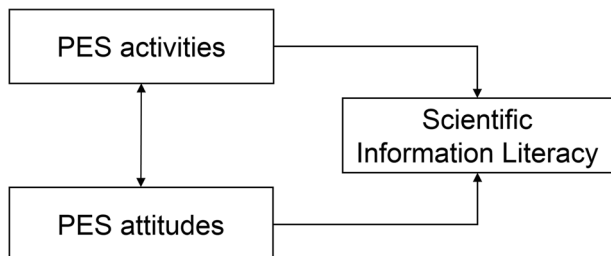 PES activities
Scientific
Information Literacy
PES attitudes